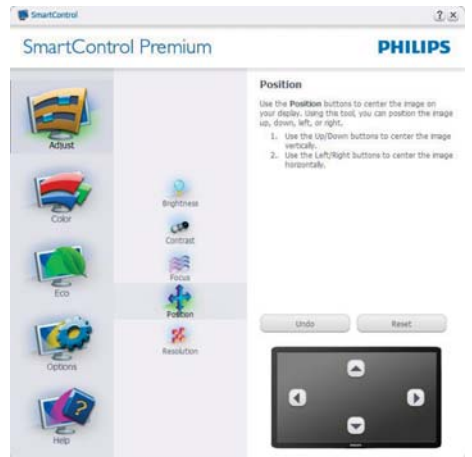 SmartControl
SmartControl Premium
PHILIPS
Adjust
Color
Eco
Options
Help
Brightness
Contrast
Focus
Position
Resolution
Position
Use the Position buttons to center the image on
your display. Using this tool, you can position the image
up, down, left, or right.
1. Use the Up/Down buttons to center the image
vertically.
2. Use the Left/Right buttons to center the image
horizontally.
Undo
Reset